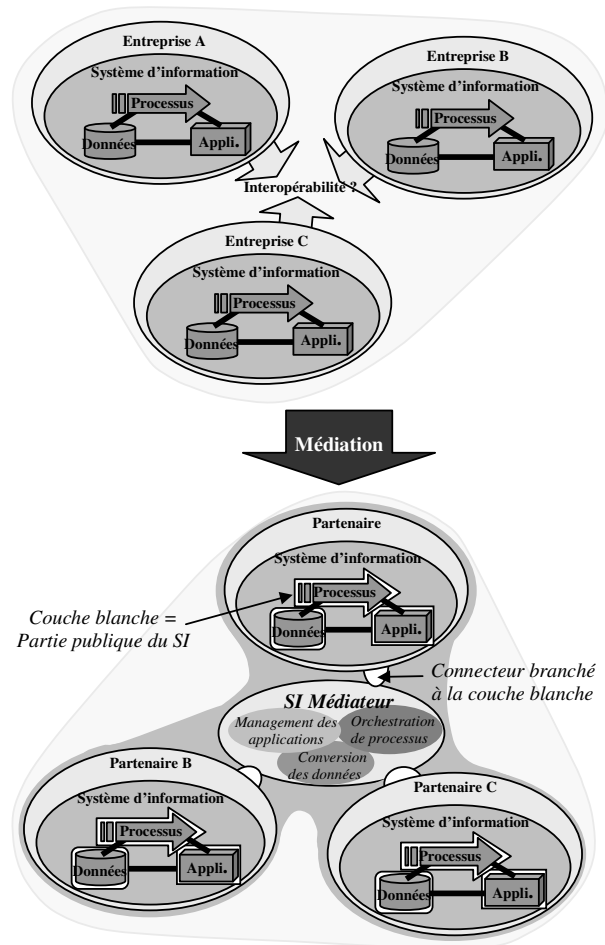 Entreprise A
Système d'information
Processus
Données
Appli.
Entreprise B
Système d'information
Processus
Données
Appli.
Interopérabilité ?
Entreprise C
Système d'information
Processus
Données
Appli.
Médiation
Partenaire
Système d'information
Processus
Données
Appli.
Couche blanche =
Partie publique du SI
Connecteur branché
à la couche blanche
SI Médiateur
Management des
applications
Orchestration
de processus
Conversion
des données
Partenaire B
Système d'information
Processus
Données
Appli.
Partenaire C
Système d'information
Processus
Données
Appli.